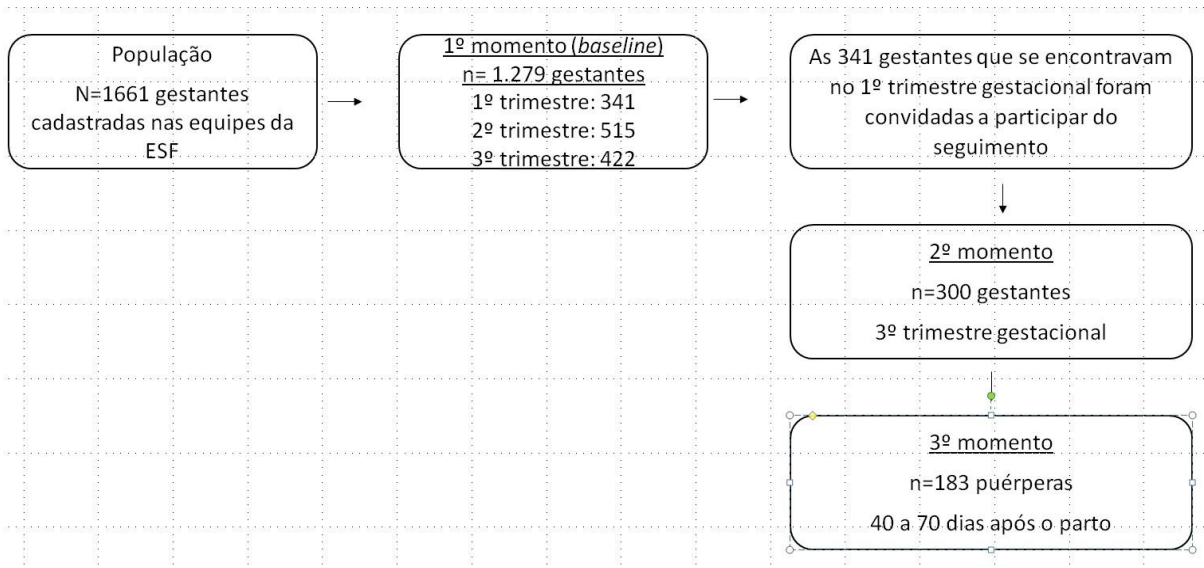 População
N=1661 gestantes
cadastradas nas equipes da
ESF
1º momento (baseline)
n= 1.279 gestantes
1º trimestre: 341
2º trimestre: 515
3º trimestre: 422
As 341 gestantes que se encontravam
no 1º trimestre gestacional foram
convidadas a participar do
seguimento
2º momento
n=300 gestantes
3º trimestre gestacional
3º momento
n=183 puérperas
40 a 70 dias após o parto